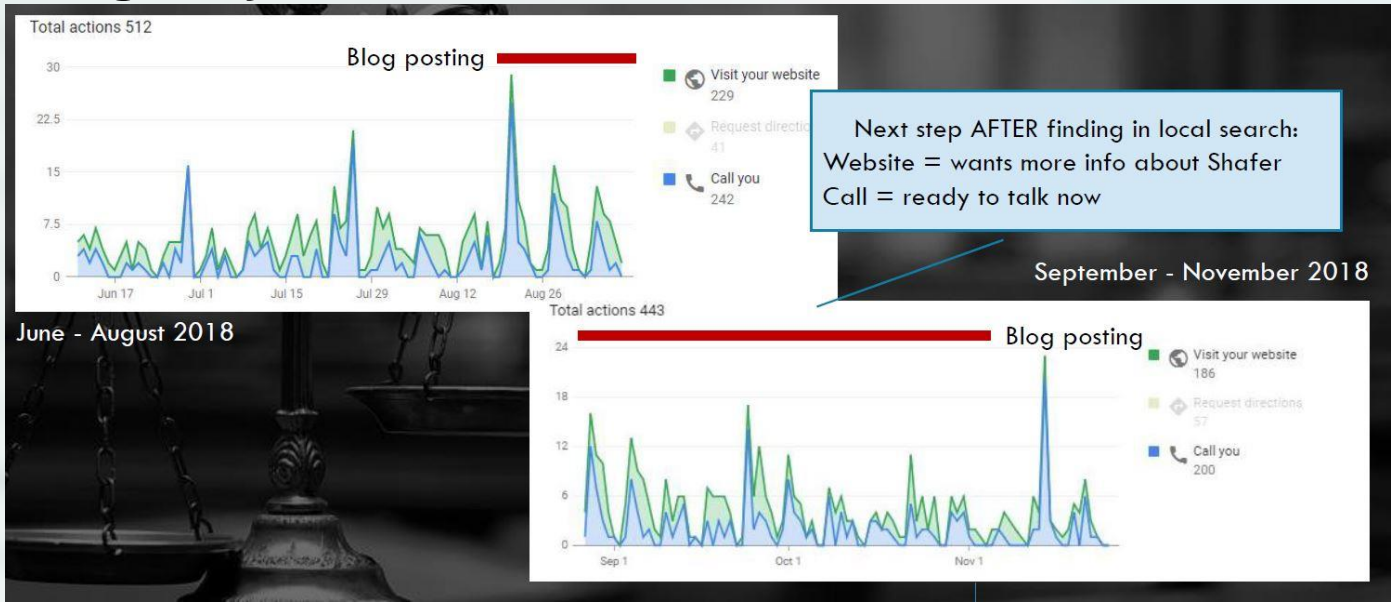 Total actions 512
Blog posting
30
22.5
15
7.5
0
Jun 17
Jul 1
Jul 15
Jul 29
Aug 12
Aug 26
Visit your website
229
Request directio
41
Call you
242
Next step AFTER finding in local search:
Website = wants more info about Shafer
Call = ready to talk now
September - November 2018
June - August 2018
Total actions 443
Blog posting
24
18
12
6
0
Sep 1
Oct 1
Nov 1
Visit your website
186
Request directions
57
Call you
200